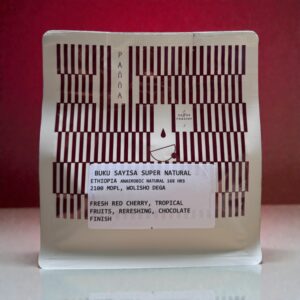 PAÑÑA
BUKU SAYISA SUPER NATURAL
ETHIOPIA ANAEROBIC NATURAL 168 HRS
2100 MDPL, WOLISHO DEGA
FRESH RED CHERRY, TROPICAL
FRUITS, RERESHING, CHOCOLATE
FINISH